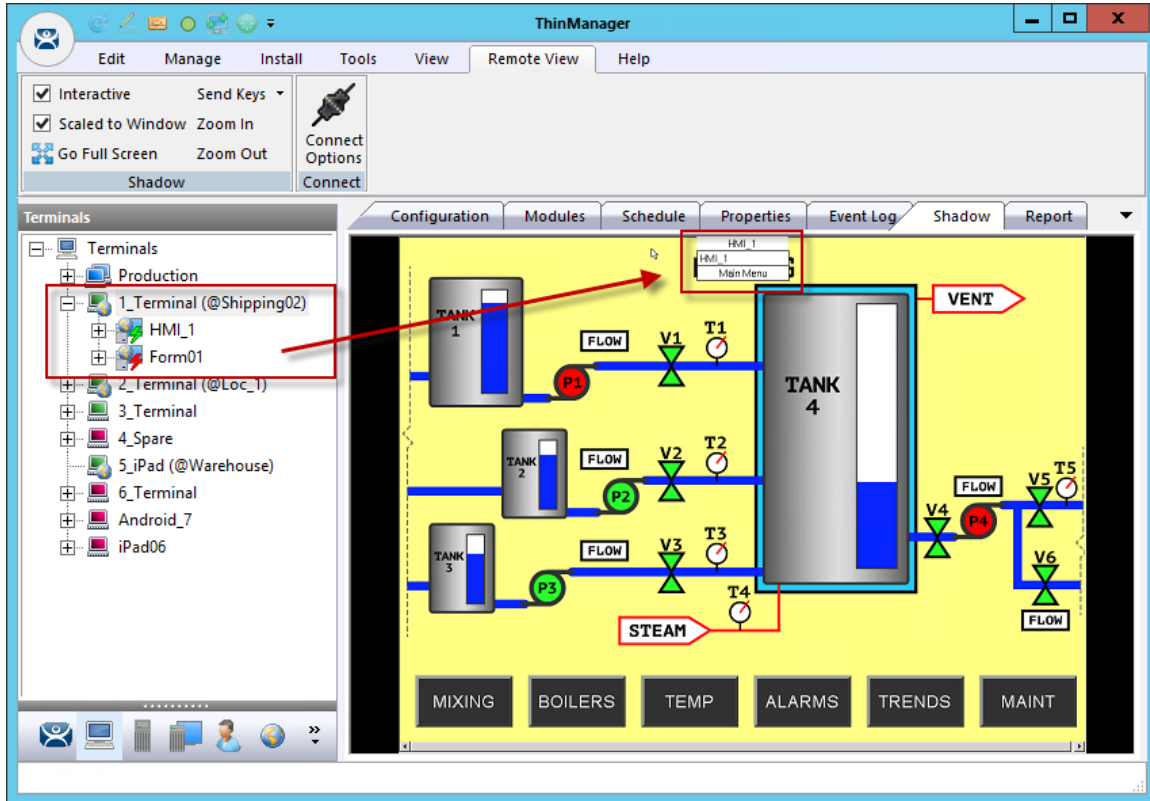 ThinManager
Edit Manage Install Tools View Remote View Help
Interactive Send Keys
Scaled to Window Zoom In
Go Full Screen Zoom Out
Connect Options
Shadow Connect
Terminals
Configuration Modules Schedule Properties Event Log Shadow Report
Terminals
Production
1_Terminal (@Shipping02)
HMI_1
Form01
2_Terminal (@Loc_1)
3_Terminal
4_Spare
5_iPad (@Warehouse)
6_Terminal
Android_7
iPad06
HMI_1
HMI_1
Main Menu
VENT
TANK 1
FLOW V1 T1
P1
TANK 4
TANK 2
FLOW V2 T2
P2
FLOW V5 T5
V4 P4
TANK 3
FLOW V3 T3
P3
V6
T4
FLOW
STEAM
MIXING BOILERS TEMP ALARMS TRENDS MAINT